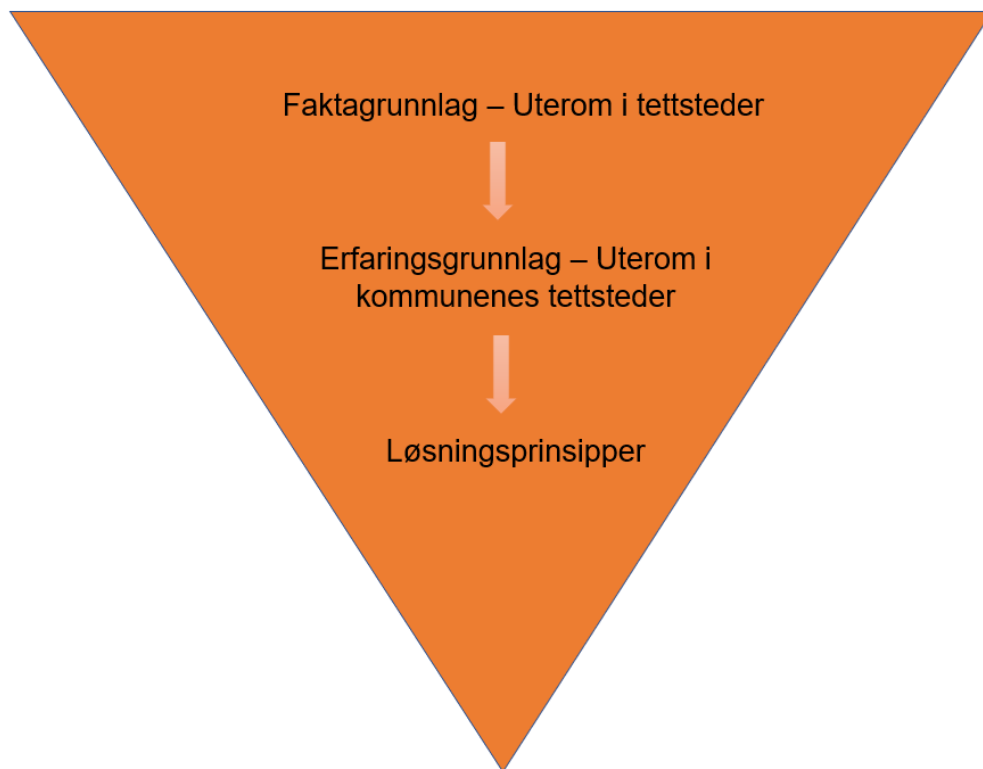 Faktagrunnlag – Uterom i tettsteder
Erfaringsgrunnlag – Uterom i
kommunenes tettsteder
Løsningsprinsipper